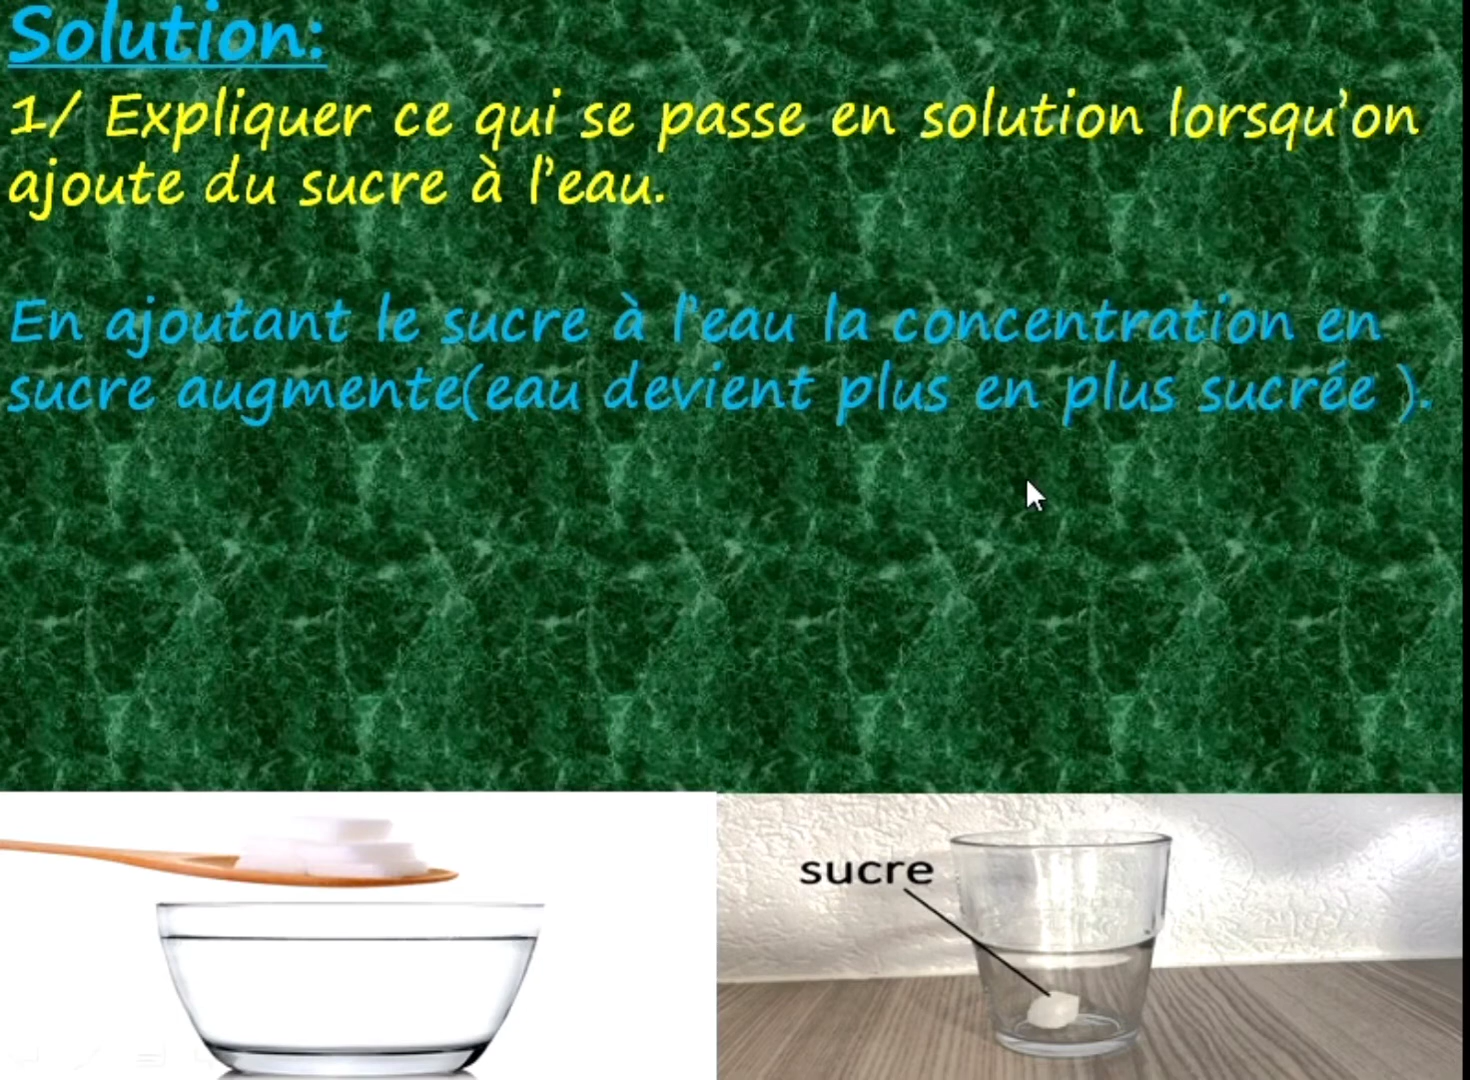 Solution:
1/ Expliquer ce qui se passe en solution lorsqu'on
ajoute du sucre à l'eau.
En ajoutant le sucre à l'eau la concentration en
sucre augmente(eau devient plus en plus sucrée ).
sucre